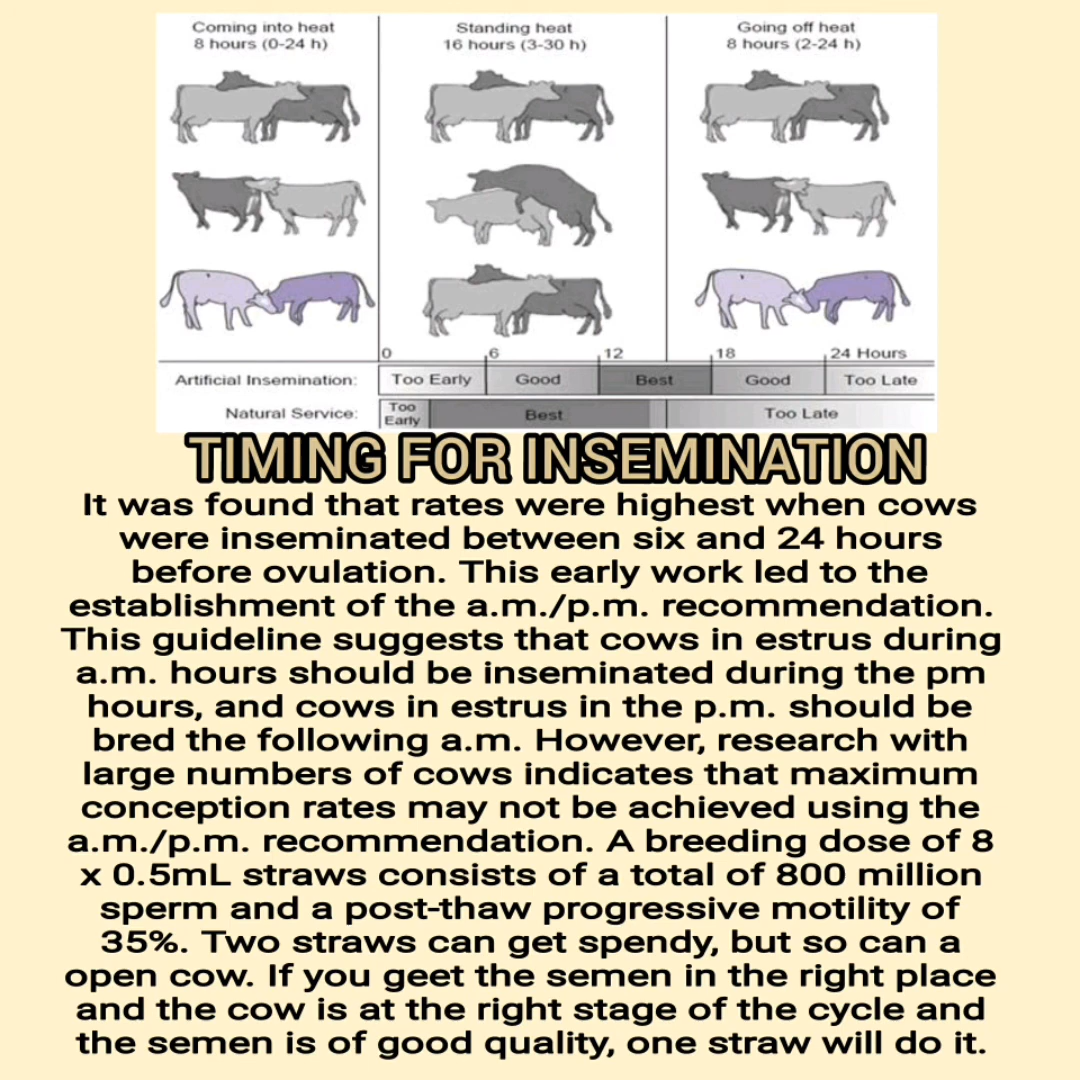 Coming into heat
8 hours (0-24 h)
Standing heat
16 hours (3-30 h)
Going off heat
8 hours (2-24 h)
0 6 12 18 24 Hours
Artificial Insemination: Too Early Good Best Good Too Late
Natural Service: Too Early Best Too Late
TIMING FOR INSEMINATION
It was found that rates were highest when cows
were inseminated between six and 24 hours
before ovulation. This early work led to the
establishment of the a.m./p.m. recommendation.
This guideline suggests that cows in estrus during
a.m. hours should be inseminated during the pm
hours, and cows in estrus in the p.m. should be
bred the following a.m. However, research with
large numbers of cows indicates that maximum
conception rates may not be achieved using the
a.m./p.m. recommendation. A breeding dose of 8
x 0.5mL straws consists of a total of 800 million
sperm and a post-thaw progressive motility of
35%. Two straws can get spendy, but so can a
open cow. If you geet the semen in the right place
and the cow is at the right stage of the cycle and
the semen is of good quality, one straw will do it.